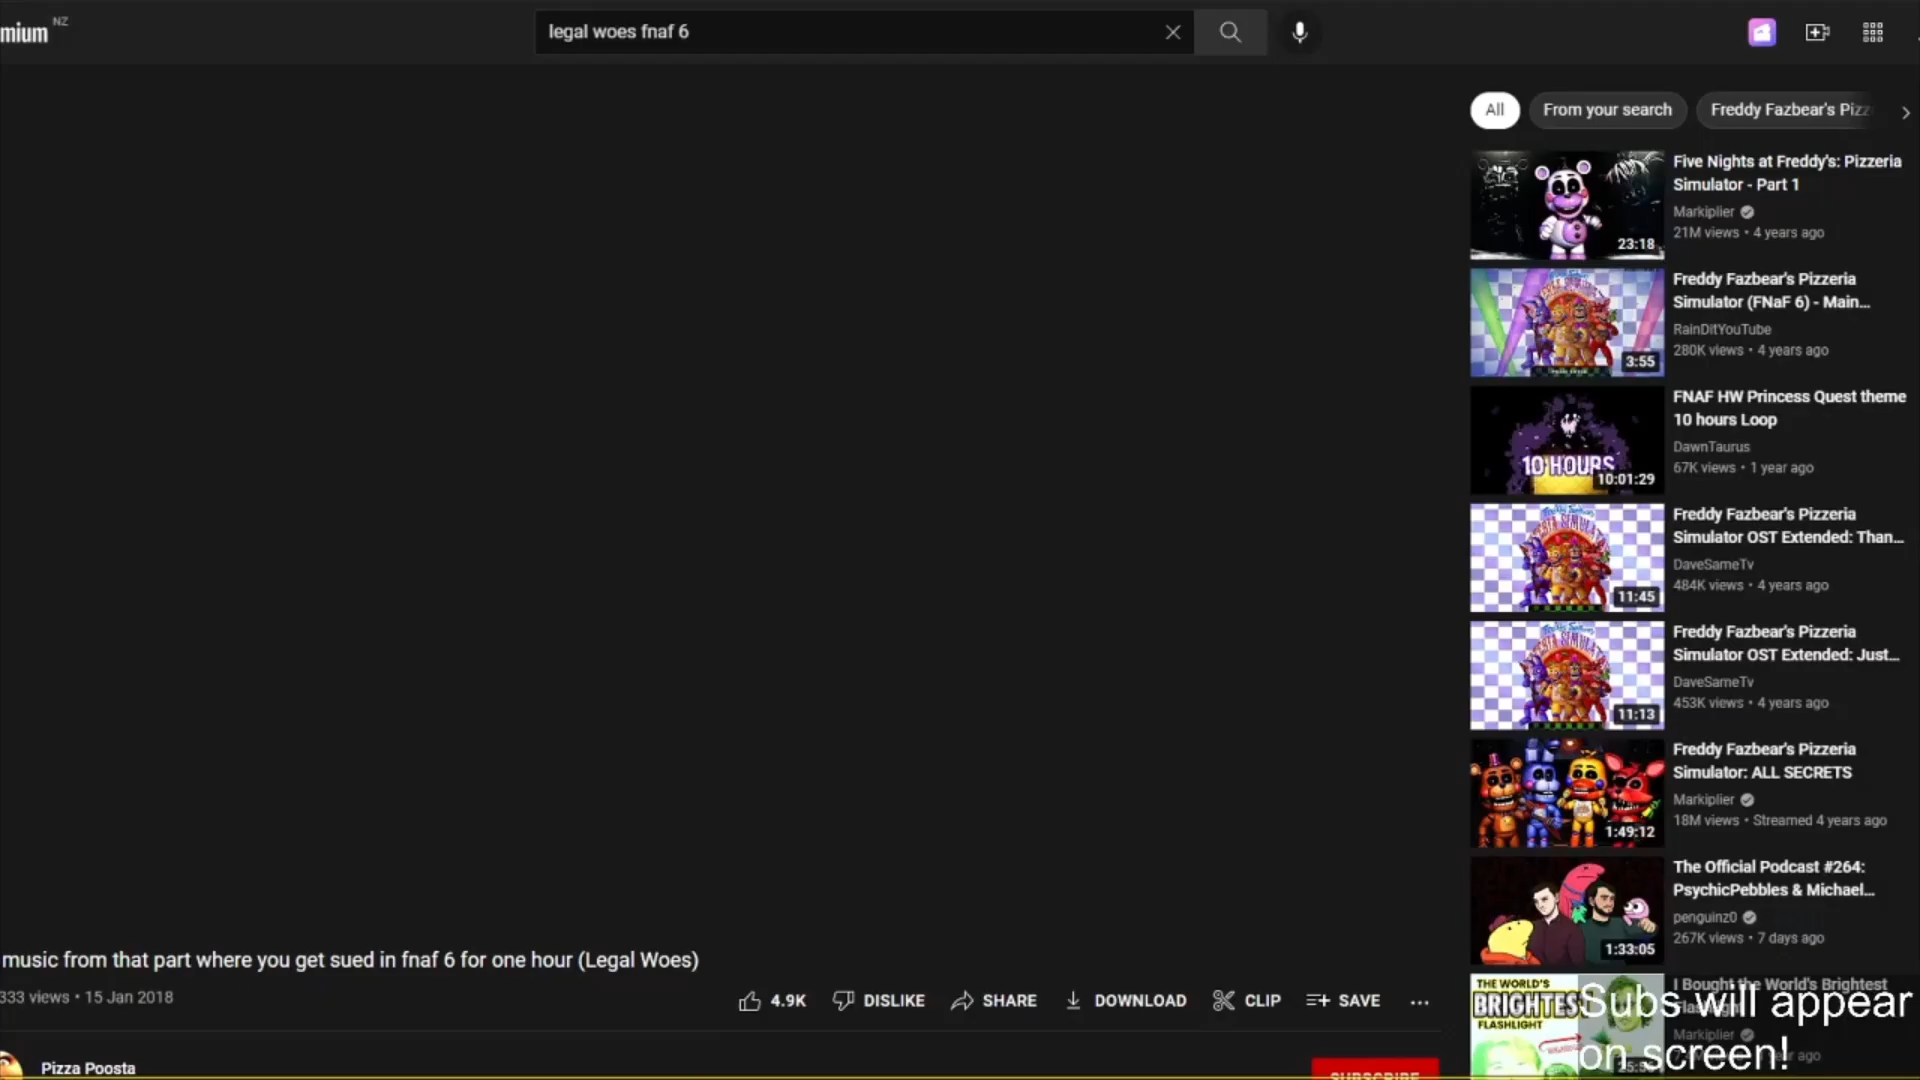 mium NZ
legal woes fnaf 6
All
From your search
Freddy Fazbear's Pizz
Five Nights at Freddy's: Pizzeria
Simulator - Part 1
Markiplier
21M views • 4 years ago
23:18
Freddy Fazbear's Pizzeria
Simulator (FNaF 6) - Main...
RainDitYouTube
280K views • 4 years ago
3:55
FNAF HW Princess Quest theme
10 hours Loop
DawnTaurus
67K views • 1 year ago
10 HOURS
10:01:29
Freddy Fazbear's Pizzeria
Simulator OST Extended: Than...
DaveSameTv
484K views • 4 years ago
11:45
Freddy Fazbear's Pizzeria
Simulator OST Extended: Just...
DaveSameTv
453K views • 4 years ago
11:13
Freddy Fazbear's Pizzeria
Simulator: ALL SECRETS
Markiplier
18M views • Streamed 4 years ago
1:49:12
The Official Podcast #264:
PsychicPebbles & Michael...
penguinz0
267K views • 7 days ago
1:33:05
I Bought the World's Brightest
Markiplier
ago
THE WORLD'S
BRIGHTEST
FLASHLIGHT
Subs will appear
on screen!
music from that part where you get sued in fnaf 6 for one hour (Legal Woes)
333 views • 15 Jan 2018
4.9K
DISLIKE
SHARE
DOWNLOAD
CLIP
SAVE
Pizza Poosta
SUBSCRIBE